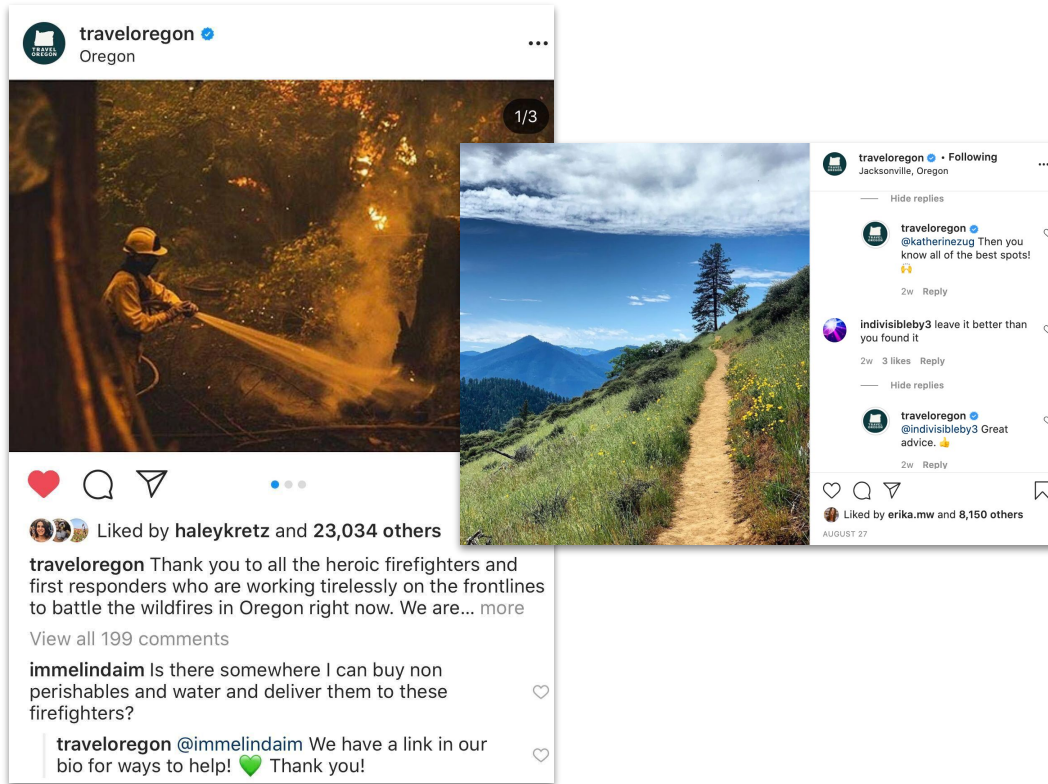 traveloregon
Oregon
TRAVEL
OREGON
1/3
Liked by haleykretz and 23,034 others
traveloregon Thank you to all the heroic firefighters and
first responders who are working tirelessly on the frontlines
to battle the wildfires in Oregon right now. We are... more
View all 199 comments
immelindaim Is there somewhere I can buy non
perishables and water and deliver them to these
firefighters?
traveloregon @immelindaim We have a link in our
bio for ways to help! 💚 Thank you!
traveloregon • Following
Jacksonville, Oregon
Hide replies
traveloregon
@katherinezug Then you
know all of the best spots!
🙌
2w Reply
indivisibleby3 leave it better than
you found it
2w 3 likes Reply
Hide replies
traveloregon
@indivisibleby3 Great
advice. 👍
2w Reply
Liked by erika.mw and 8,150 others
AUGUST 27